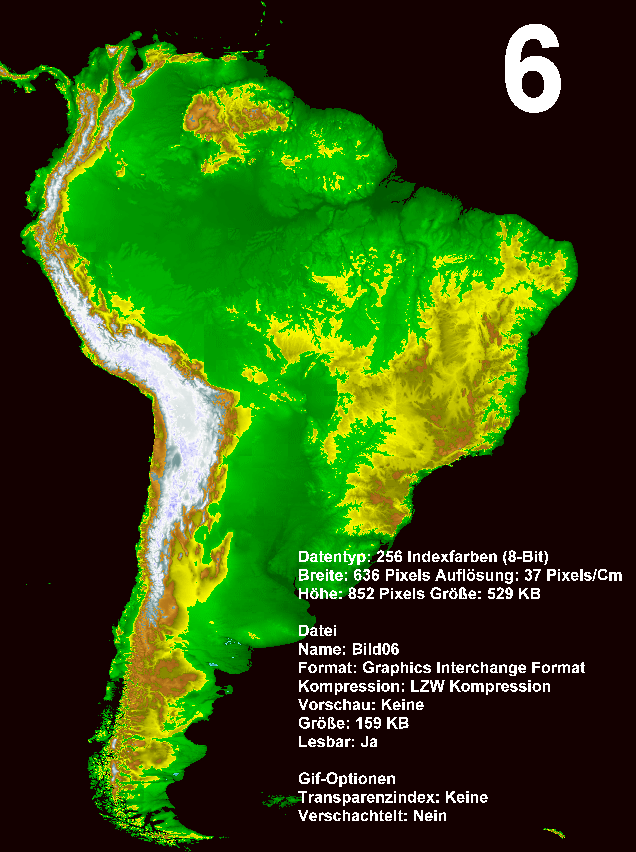 6
Datentyp: 256 Indexfarben (8-Bit)
Breite: 636 Pixels Auflösung: 37 Pixels/Cm
Höhe: 852 Pixels Größe: 529 KB
Datei
Name: Bild06
Format: Graphics Interchange Format
Kompression: LZW Kompression
Vorschau: Keine
Größe: 159 KB
Lesbar: Ja
Gif-Optionen
Transparenzindex: Keine
Verschachtelt: Nein